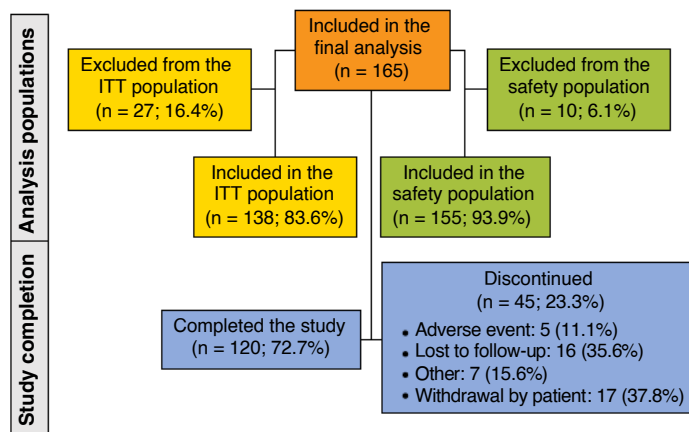 Analysis populations
Included in the
final analysis
(n = 165)
Excluded from the
ITT population
(n = 27; 16.4%)
Excluded from the
safety population
(n = 10; 6.1%)
Included in the
ITT population
(n = 138; 83.6%)
Included in the
safety population
(n = 155; 93.9%)
Study completion
Completed the study
(n = 120; 72.7%)
Discontinued
(n = 45; 23.3%)
• Adverse event: 5 (11.1%)
• Lost to follow-up: 16 (35.6%)
• Other: 7 (15.6%)
• Withdrawal by patient: 17 (37.8%)